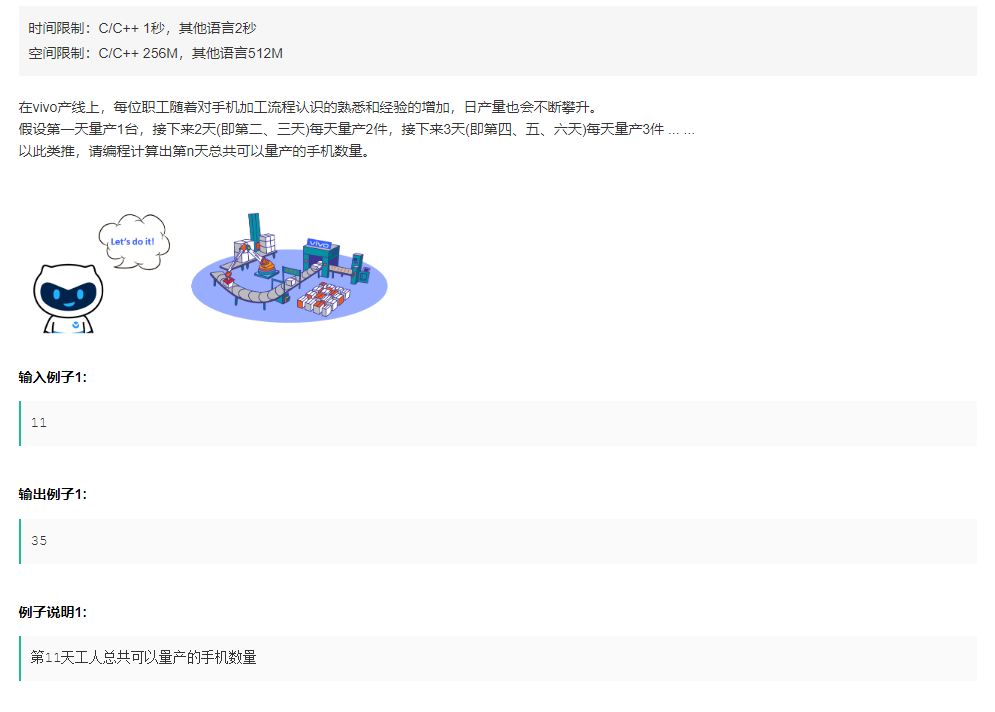 时间限制：C/C++ 1秒，其他语言2秒
空间限制：C/C++ 256M，其他语言512M
在vivo产线上，每位职工随着对手机加工流程认识的熟悉和经验的增加，日产量也会不断攀升。
假设第一天量产1台，接下来2天(即第二、三天)每天量产2件，接下来3天(即第四、五、六天)每天量产3件 ... ...
以此类推，请编程计算出第n天总共可以量产的手机数量。
Let's do it!
vivo
输入例子1:
11
输出例子1:
35
例子说明1:
第11天工人总共可以量产的手机数量